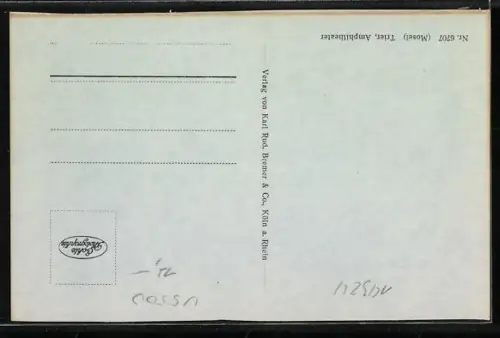 Nr. 6707 (Mosel) Trier, Amphitheater
Verlag von Karl Rud. Bremer & Co., Köln a. Rhein
Echte
Photographie